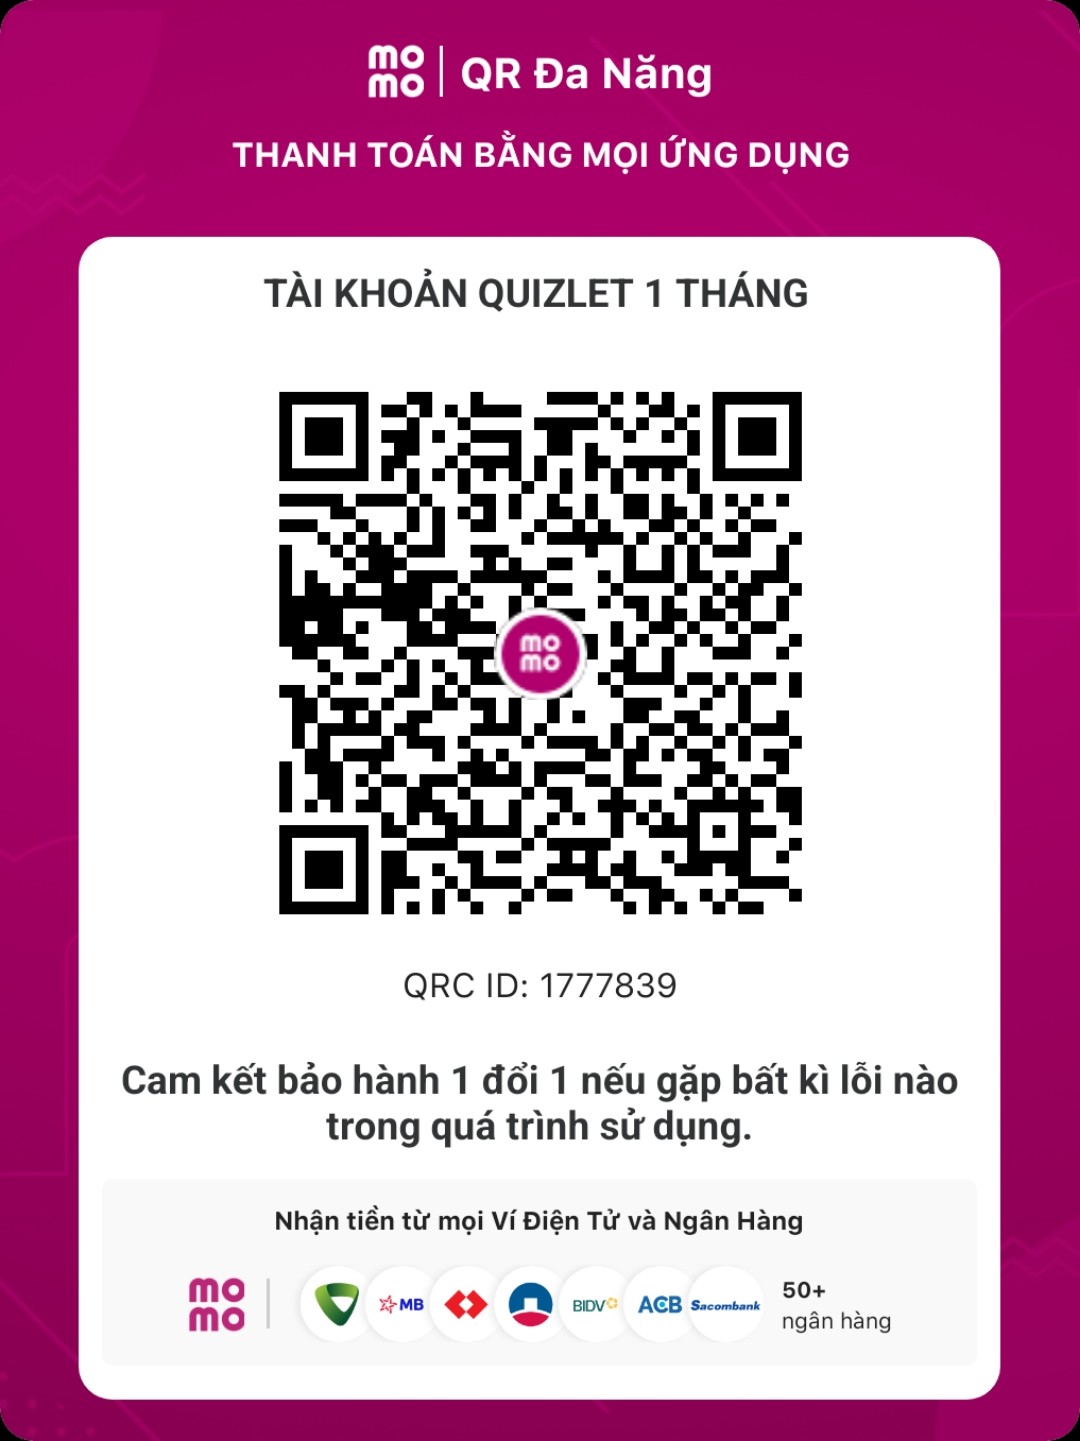 momo | QR Đa Năng
THANH TOÁN BẰNG MỌI ỨNG DỤNG
TÀI KHOẢN QUIZLET 1 THÁNG
momo
QRC ID: 1777839
Cam kết bảo hành 1 đổi 1 nếu gặp bất kì lỗi nào
trong quá trình sử dụng.
Nhận tiền từ mọi Ví Điện Tử và Ngân Hàng
momo | MB BIDV ACB Sacombank 50+
ngân hàng